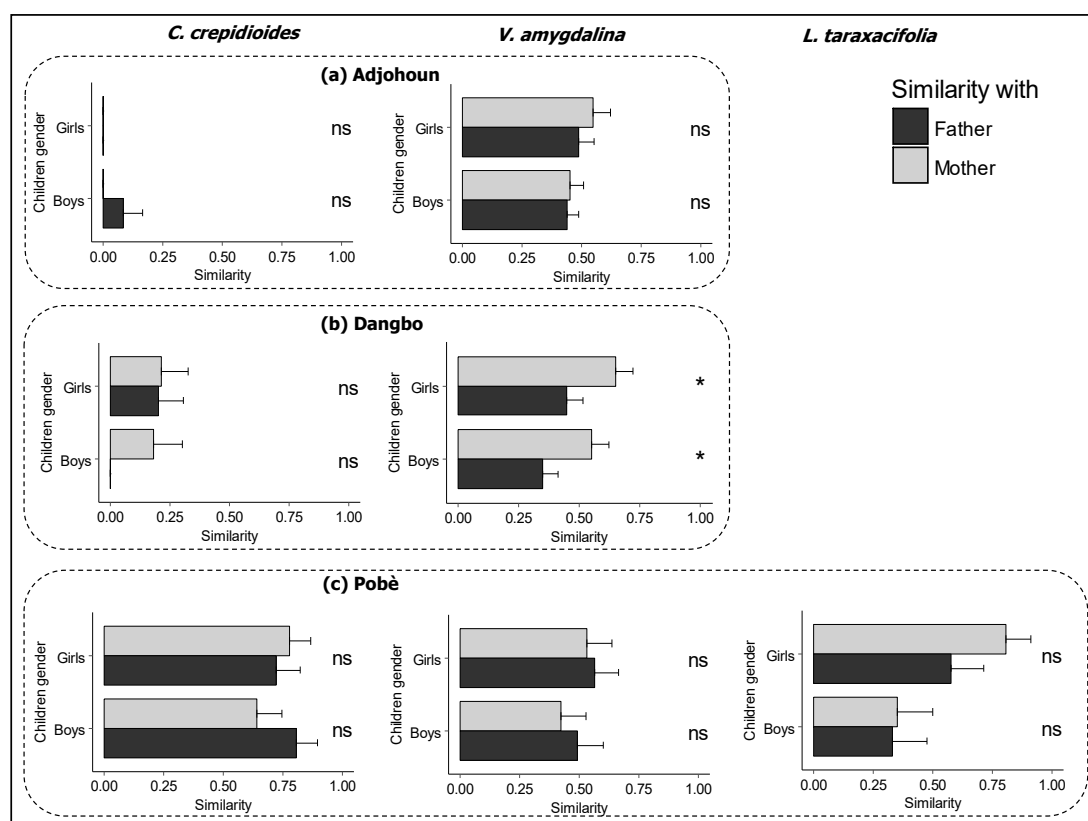 C. crepidioides V. amygdalina L. taraxacifolia
Similarity with
Father
Mother
(a) Adjohoun
Children gender
Girls
Boys
ns
ns
0.00 0.25 0.50 0.75 1.00
Similarity
Children gender
Girls
Boys
ns
ns
0.00 0.25 0.50 0.75 1.00
Similarity
(b) Dangbo
Children gender
Girls
Boys
ns
ns
0.00 0.25 0.50 0.75 1.00
Similarity
Children gender
Girls
Boys
*
*
0.00 0.25 0.50 0.75 1.00
Similarity
(c) Pobè
Children gender
Girls
Boys
ns
ns
0.00 0.25 0.50 0.75 1.00
Similarity
Children gender
Girls
Boys
ns
ns
0.00 0.25 0.50 0.75 1.00
Similarity
Children gender
Girls
Boys
ns
ns
0.00 0.25 0.50 0.75 1.00
Similarity